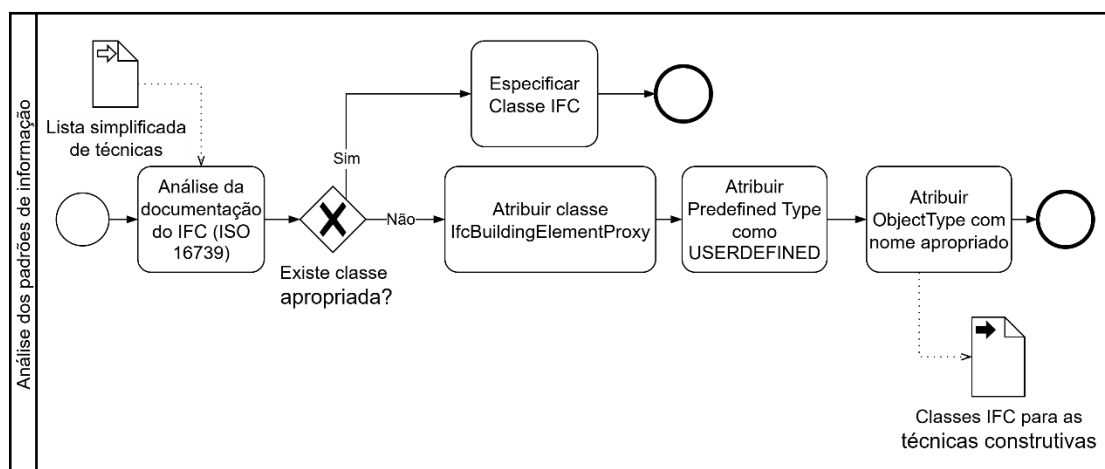 Análise dos padrões de informação
Lista simplificada
de técnicas
Análise da
documentação
do IFC (ISO
16739)
Existe classe
apropriada?
Sim
Especificar
Classe IFC
Não
Atribuir classe
IfcBuildingElementProxy
Atribuir
Predefined Type
como
USERDEFINED
Atribuir
ObjectType com
nome apropriado
Classes IFC para as
técnicas construtivas